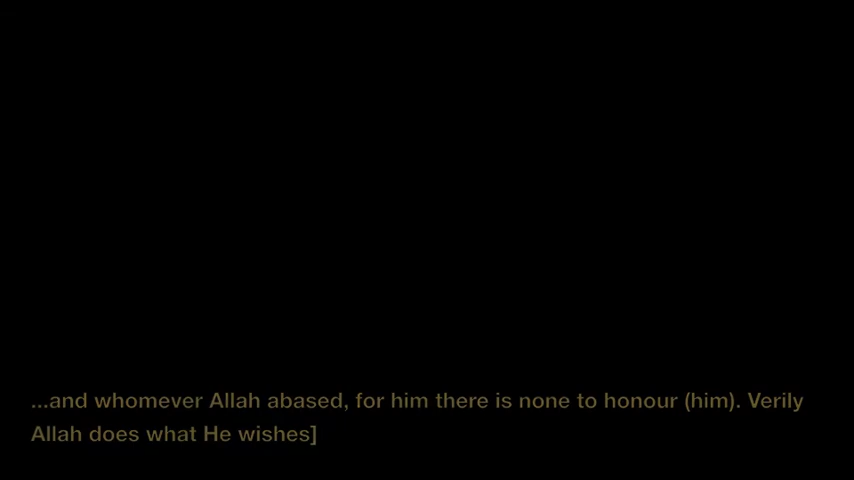 ...and whomever Allah abased, for him there is none to honour (him). Verily
Allah does what He wishes]